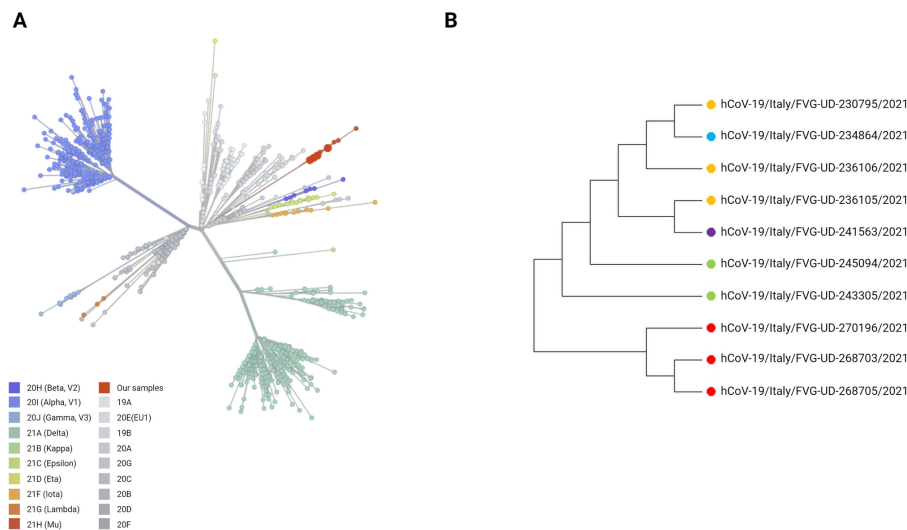 A
B
hCoV-19/Italy/FVG-UD-230795/2021
hCoV-19/Italy/FVG-UD-234864/2021
hCoV-19/Italy/FVG-UD-236106/2021
hCoV-19/Italy/FVG-UD-236105/2021
hCoV-19/Italy/FVG-UD-241563/2021
hCoV-19/Italy/FVG-UD-245094/2021
hCoV-19/Italy/FVG-UD-243305/2021
hCoV-19/Italy/FVG-UD-270196/2021
hCoV-19/Italy/FVG-UD-268703/2021
hCoV-19/Italy/FVG-UD-268705/2021
20H (Beta, V2)
20I (Alpha, V1)
20J (Gamma, V3)
21A (Delta)
21B (Kappa)
21C (Epsilon)
21D (Eta)
21F (Iota)
21G (Lambda)
21H (Mu)
Our samples
19A
20E(EU1)
19B
20A
20G
20C
20B
20D
20F